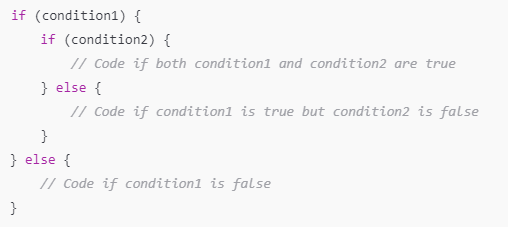 if (condition1) {
    if (condition2) {
        // Code if both condition1 and condition2 are true
    } else {
        // Code if condition1 is true but condition2 is false
    }
} else {
    // Code if condition1 is false
}